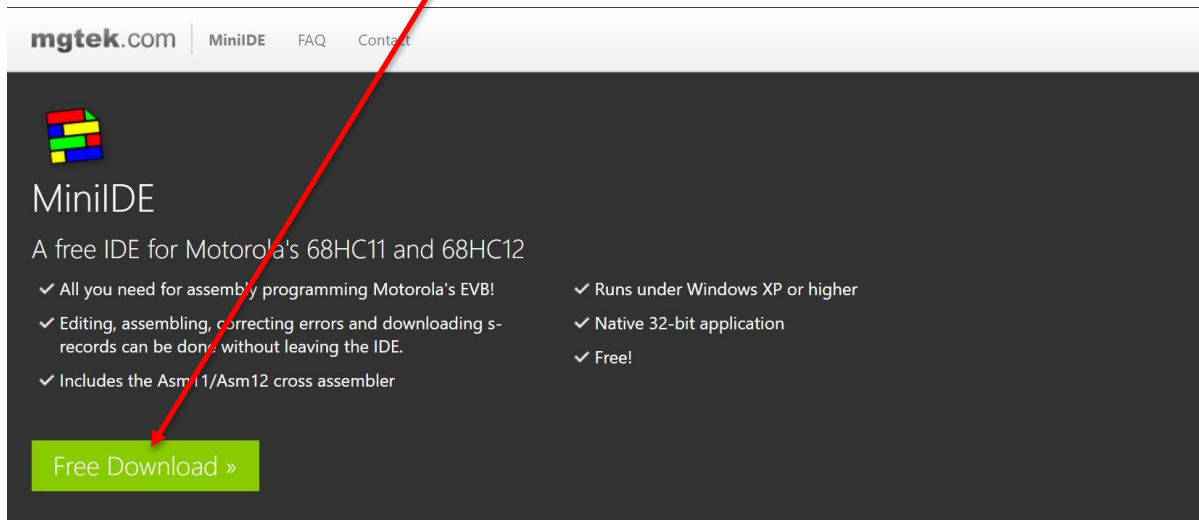 mgtek.com MiniIDE FAQ Contact
MiniIDE
A free IDE for Motorola's 68HC11 and 68HC12
✓ All you need for assembly programming Motorola's EVB!
✓ Editing, assembling, correcting errors and downloading s-
records can be done without leaving the IDE.
✓ Includes the Asm11/Asm12 cross assembler
✓ Runs under Windows XP or higher
✓ Native 32-bit application
✓ Free!
Free Download »